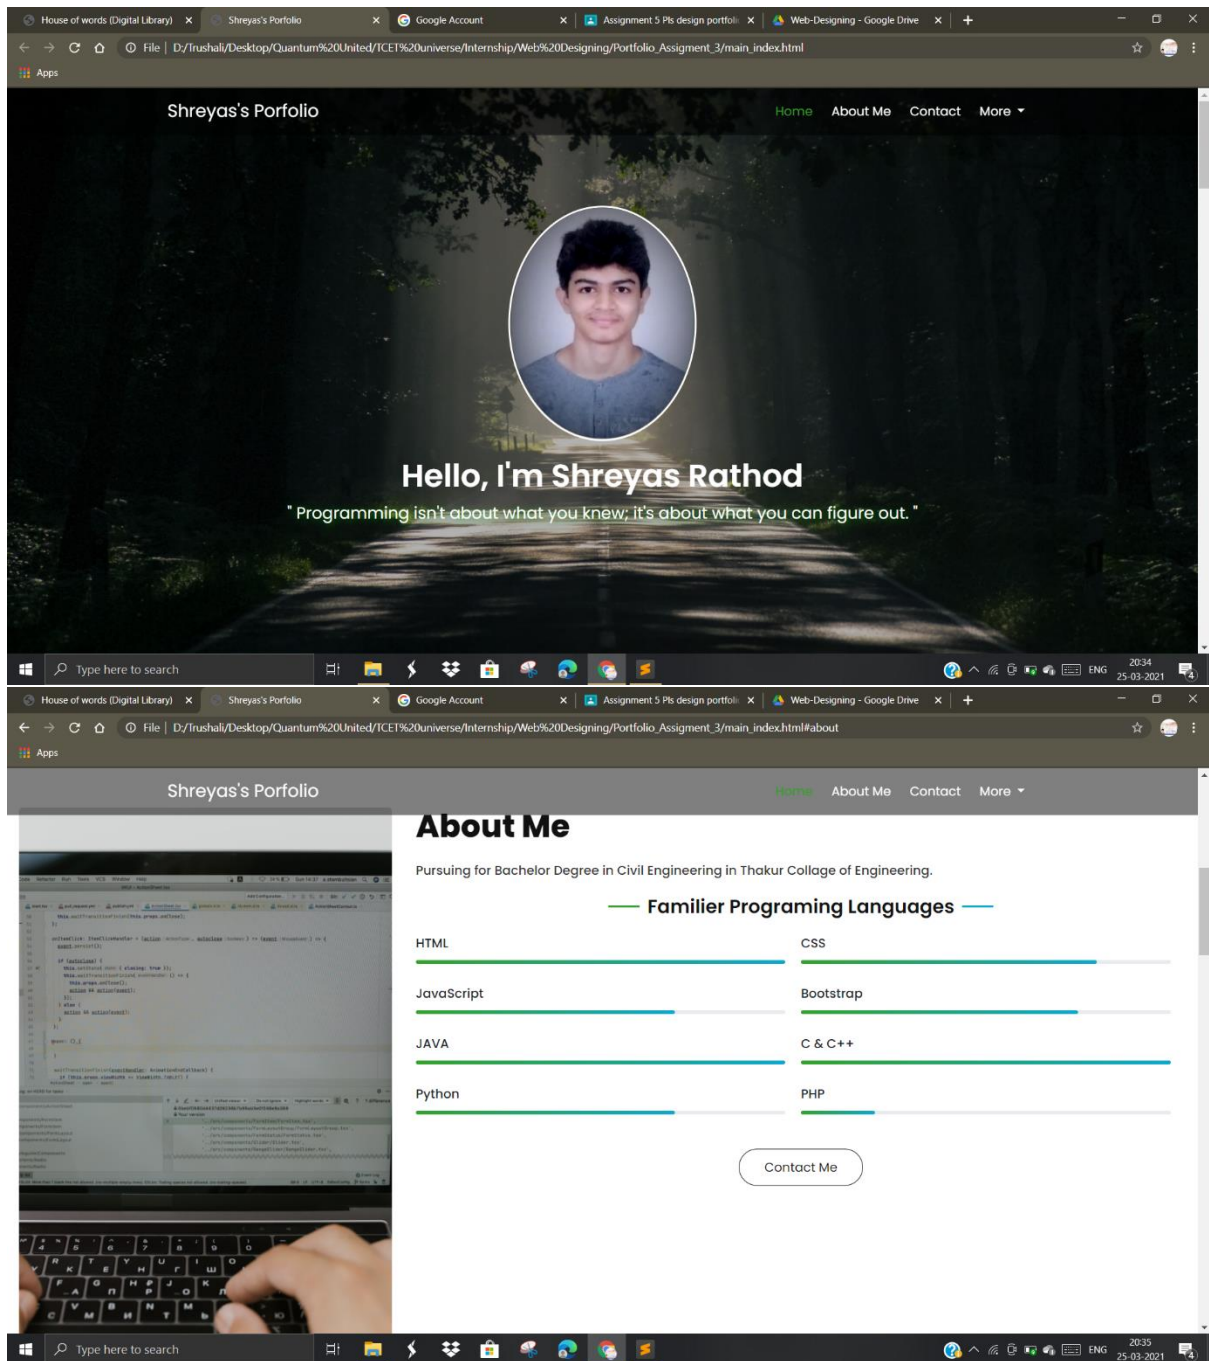 House of words (Digital Library)
Shreyas's Porfolio
Google Account
Assignment 5 Pls design portfoli
Web-Designing - Google Drive
File | D:/Trushali/Desktop/Quantum%20United/TCET%20universe/Internship/Web%20Designing/Portfolio_Assigment_3/main_index.html
Apps
Shreyas's Porfolio
Home About Me Contact More
Hello, I'm Shreyas Rathod
" Programming isn't about what you knew; it's about what you can figure out. "
Type here to search
ENG
20:34
25-03-2021
4
House of words (Digital Library)
Shreyas's Porfolio
Google Account
Assignment 5 Pls design portfoli
Web-Designing - Google Drive
File | D:/Trushali/Desktop/Quantum%20United/TCET%20universe/Internship/Web%20Designing/Portfolio_Assigment_3/main_index.html#about
Apps
Shreyas's Porfolio
Home About Me Contact More
About Me
Pursuing for Bachelor Degree in Civil Engineering in Thakur Collage of Engineering.
Familier Programing Languages
HTML CSS
JavaScript Bootstrap
JAVA C & C++
Python PHP
Contact Me
Type here to search
ENG
20:35
25-03-2021
4